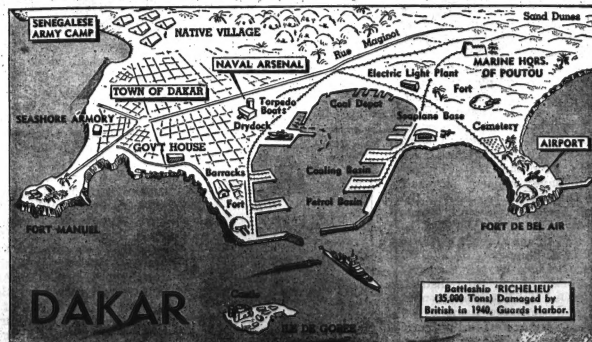 SENEGALESE
ARMY CAMP
NATIVE VILLAGE
Rue Maginot
Sand Dunes
NAVAL ARSENAL
MARINE HQRS.
OF POUTOU
Electric Light Plant
TOWN OF DAKAR
Torpedo
Boats
Coal Depot
Fort
SEASHORE ARMORY
Drydock
Seaplane Base
Cemetery
GOV'T HOUSE
AIRPORT
Barracks
Coaling Basin
Fort
Petrol Basin
FORT MANUEL
FORT DE BEL AIR
DAKAR
ILE DE GOREE
Battleship 'RICHELIEU'
(35,000 Tons) Damaged by
British in 1940, Guards Harbor.